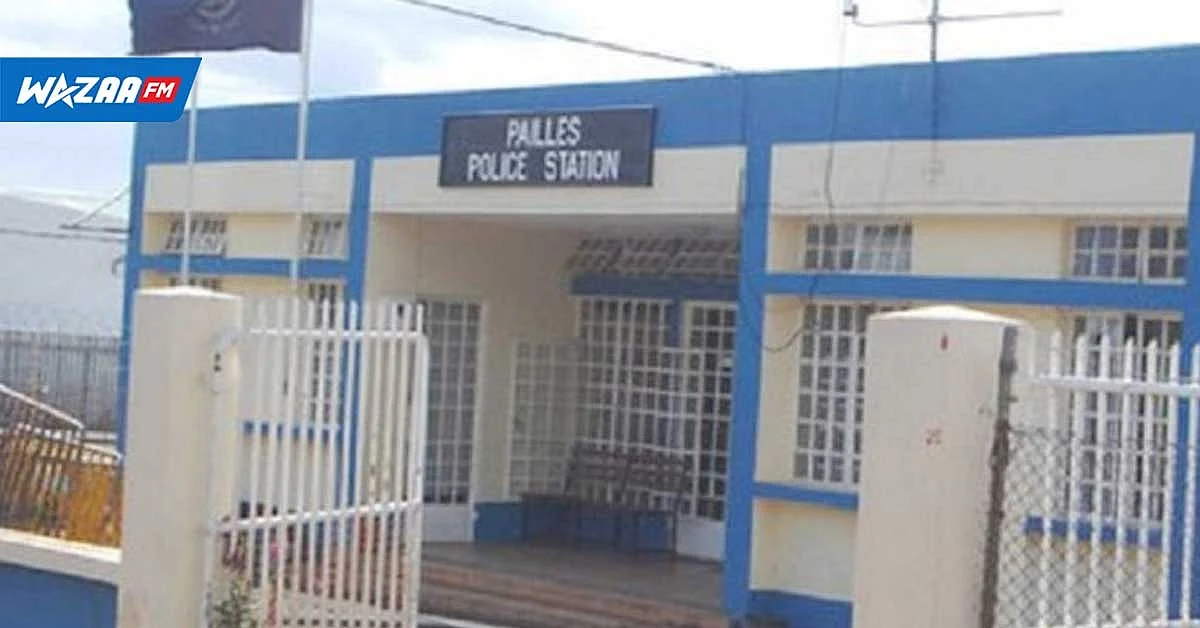 WAZAA FM
PAILLES
POLICE STATION